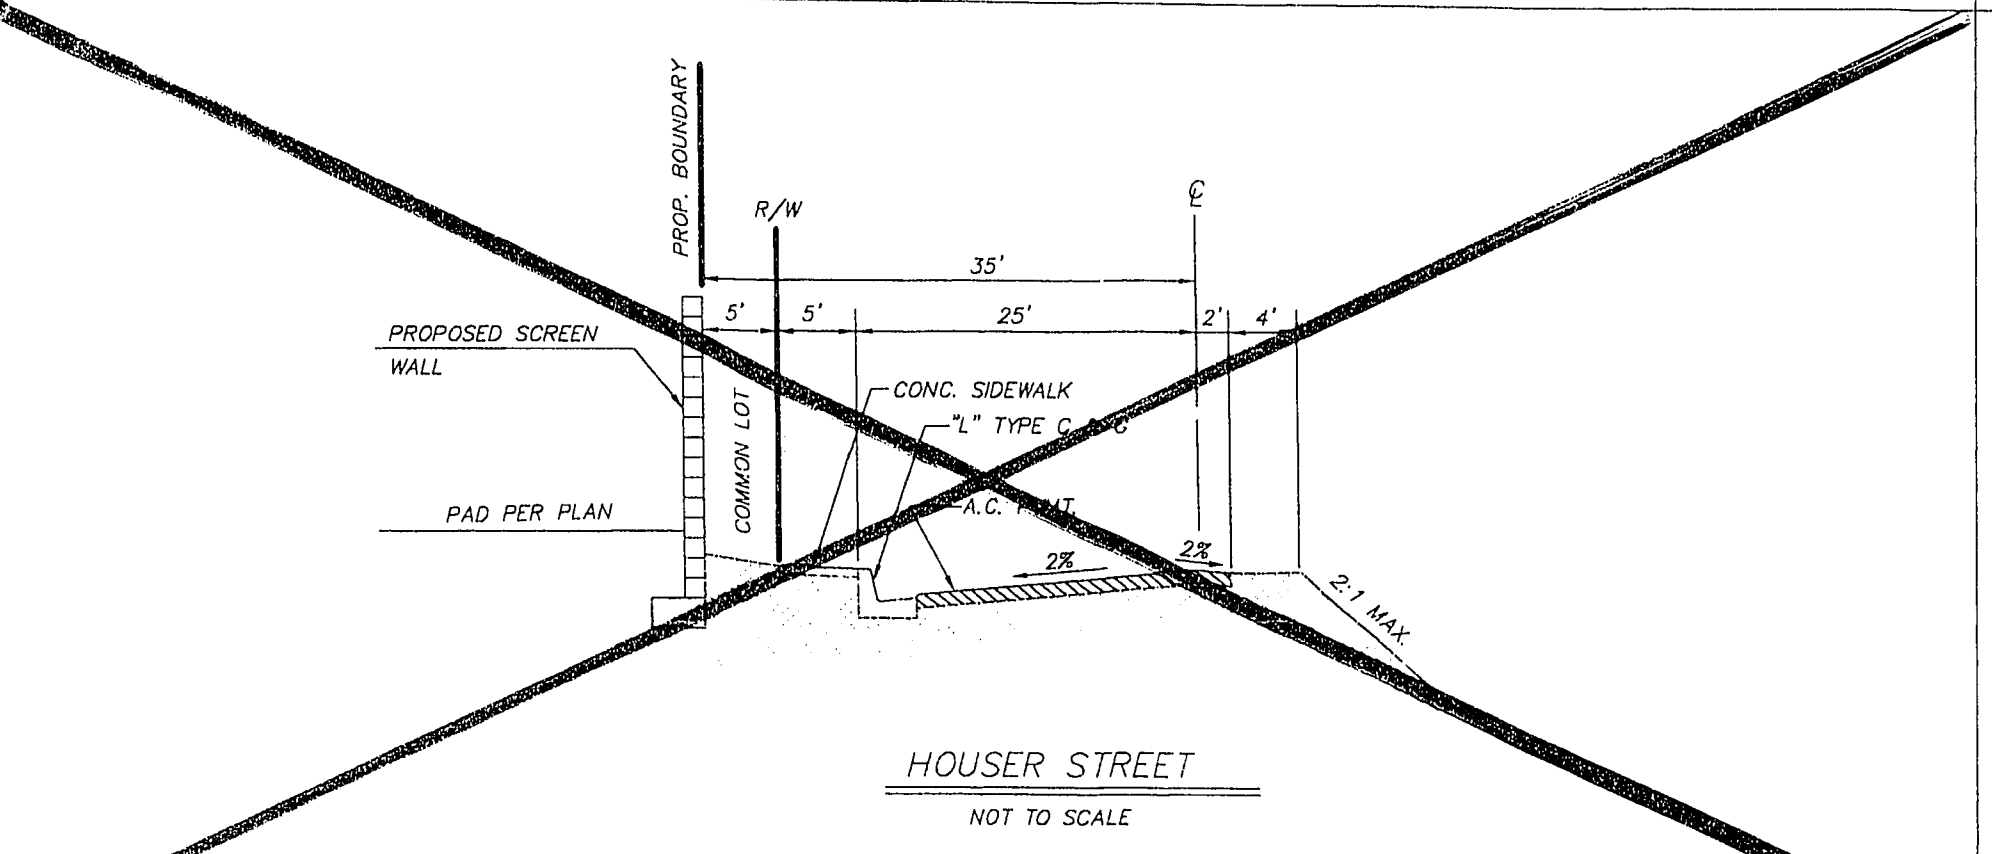 PROP. BOUNDARY
R/W
℄
35'
5'
5'
25'
2'
4'
PROPOSED SCREEN
WALL
CONC. SIDEWALK
"L" TYPE C
COMMON LOT
PAD PER PLAN
A.C.
2%
2%
2:1 MAX.
HOUSER STREET
NOT TO SCALE